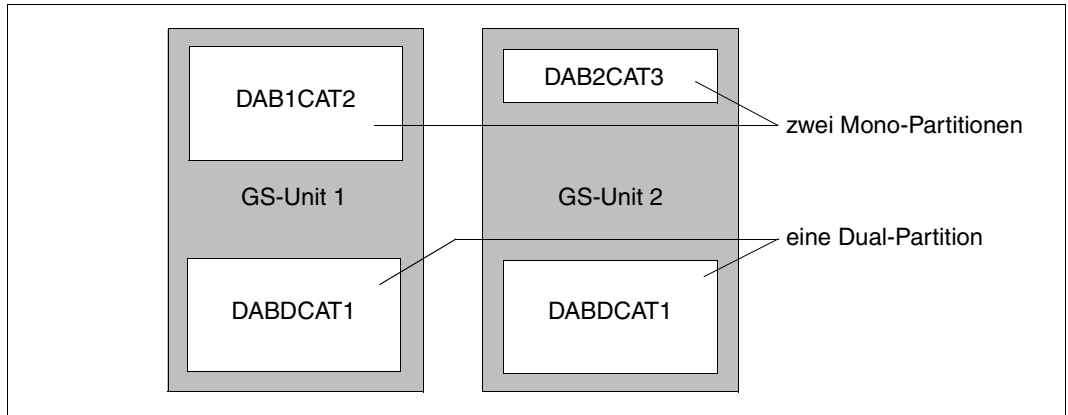 DAB1CAT2
DAB2CAT3
zwei Mono-Partitionen
GS-Unit 1
GS-Unit 2
eine Dual-Partition
DABDCAT1
DABDCAT1